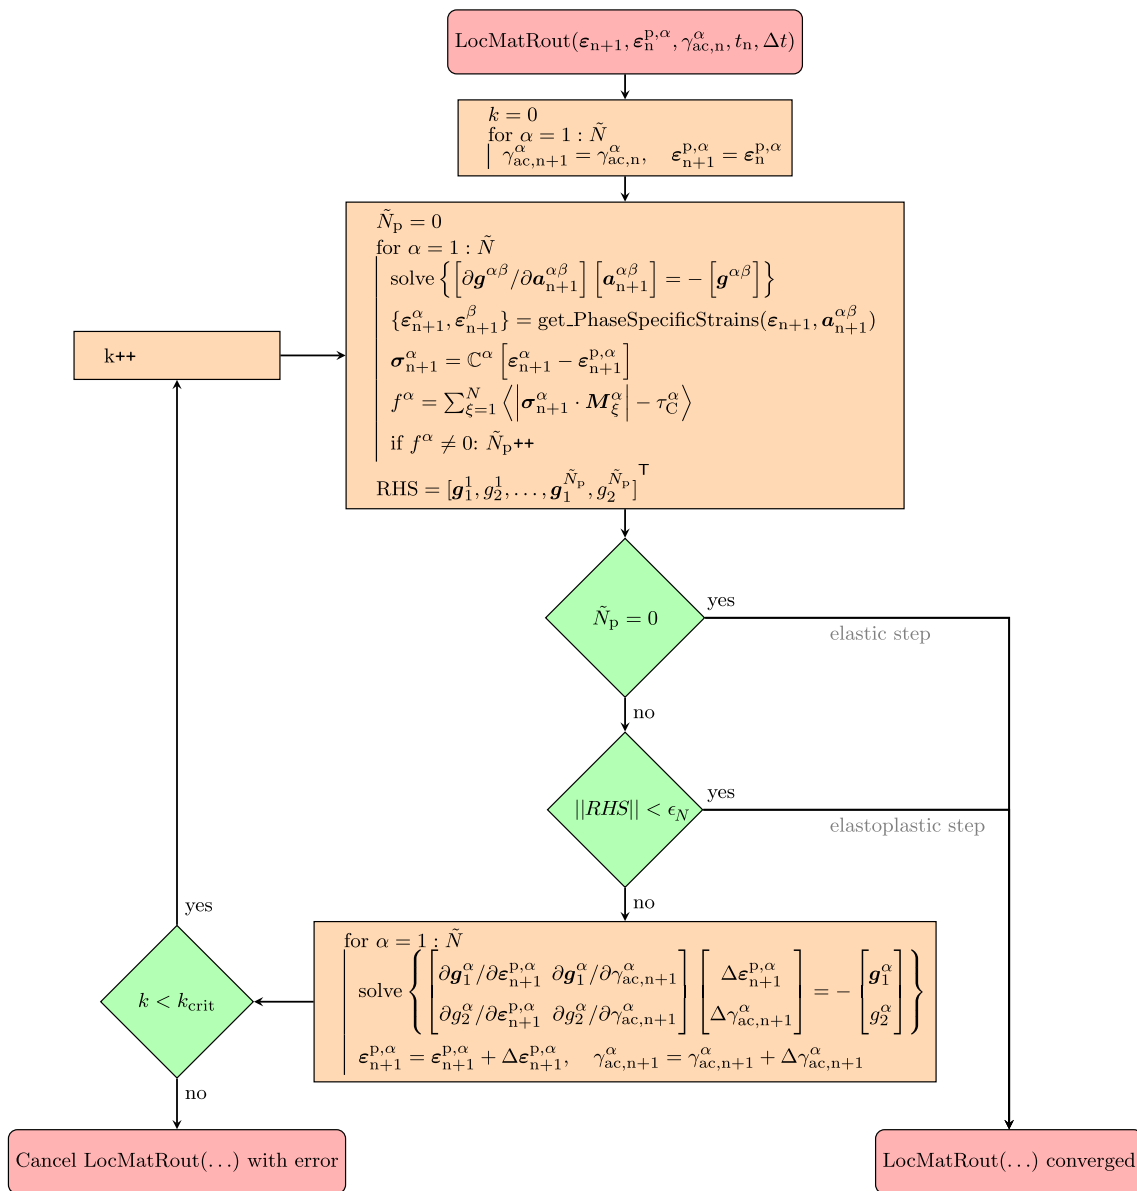 LocMatRout(𝜺ₙ₊₁, 𝜺ₙ^{p,α}, γ_{ac,n}^α, tₙ, Δt)
k = 0
for α = 1 : Ñ
γ_{ac,n+1}^α = γ_{ac,n}^α, 𝜺_{n+1}^{p,α} = 𝜺_n^{p,α}
Ñ_p = 0
for α = 1 : Ñ
solve {[∂𝒈^{αβ}/∂𝒂_{n+1}^{αβ}] [𝒂_{n+1}^{αβ}] = −[𝒈^{αβ}]}
{𝜺_{n+1}^α, 𝜺_{n+1}^β} = get_PhaseSpecificStrains(𝜺_{n+1}, 𝒂_{n+1}^{αβ})
k++
𝝈_{n+1}^α = ℂ^α [𝜺_{n+1}^α − 𝜺_{n+1}^{p,α}]
f^α = ∑_{ξ=1}^N ⟨|𝝈_{n+1}^α · 𝑴_ξ^α| − τ_C^α⟩
if f^α ≠ 0: Ñ_p++
RHS = [𝒈_1^1, g_2^1, …, 𝒈_1^{Ñ_p}, g_2^{Ñ_p}]^T
Ñ_p = 0
yes
elastic step
no
||RHS|| < ϵ_N
yes
elastoplastic step
no
for α = 1 : Ñ
solve {[∂𝒈_1^α/∂𝜺_{n+1}^{p,α} ∂𝒈_1^α/∂γ_{ac,n+1}^α
∂g_2^α/∂𝜺_{n+1}^{p,α} ∂g_2^α/∂γ_{ac,n+1}^α] [Δ𝜺_{n+1}^{p,α}
Δγ_{ac,n+1}^α] = −[𝒈_1^α
g_2^α]}
𝜺_{n+1}^{p,α} = 𝜺_{n+1}^{p,α} + Δ𝜺_{n+1}^{p,α}, γ_{ac,n+1}^α = γ_{ac,n+1}^α + Δγ_{ac,n+1}^α
yes
k < k_crit
no
Cancel LocMatRout(…) with error
LocMatRout(…) converged